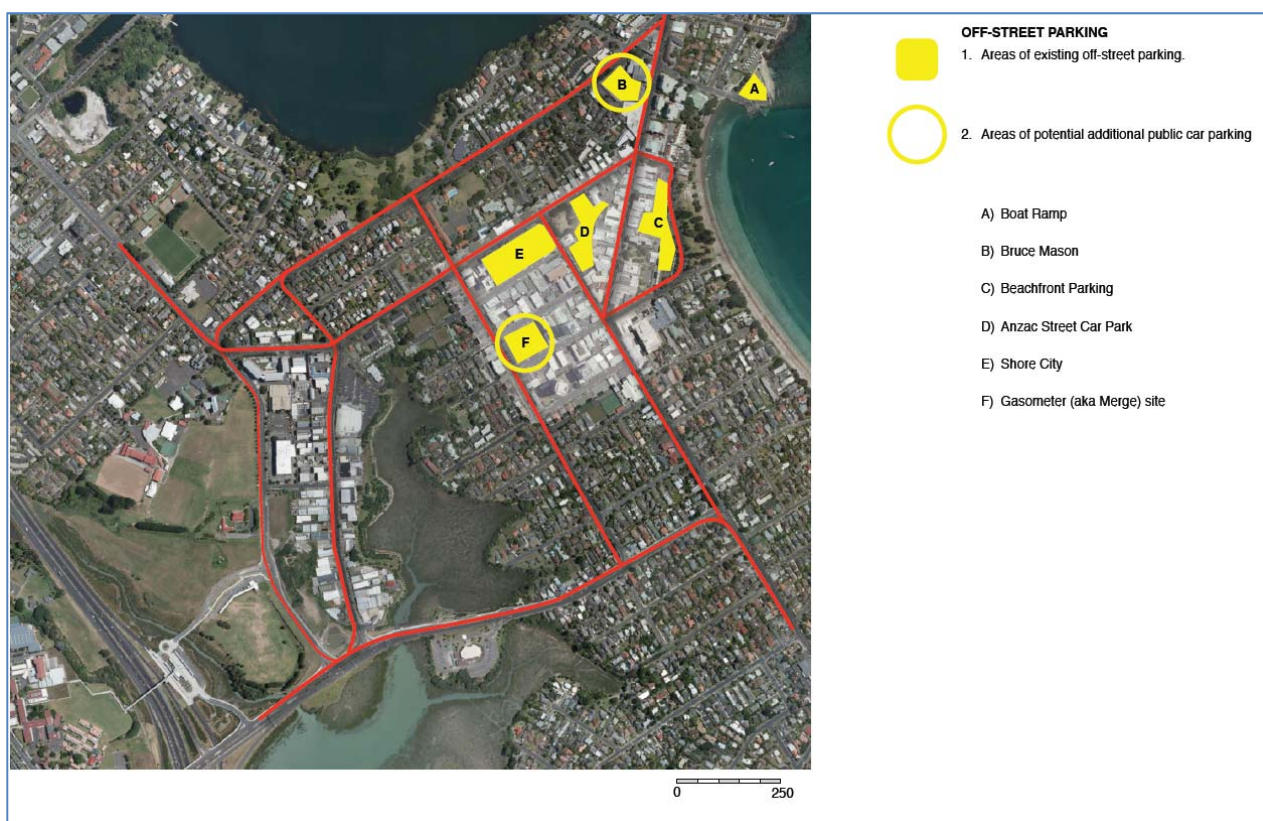 OFF-STREET PARKING
1. Areas of existing off-street parking.
2. Areas of potential additional public car parking
A) Boat Ramp
B) Bruce Mason
C) Beachfront Parking
D) Anzac Street Car Park
E) Shore City
F) Gasometer (aka Merge) site
B
A
C
D
E
F
0 250